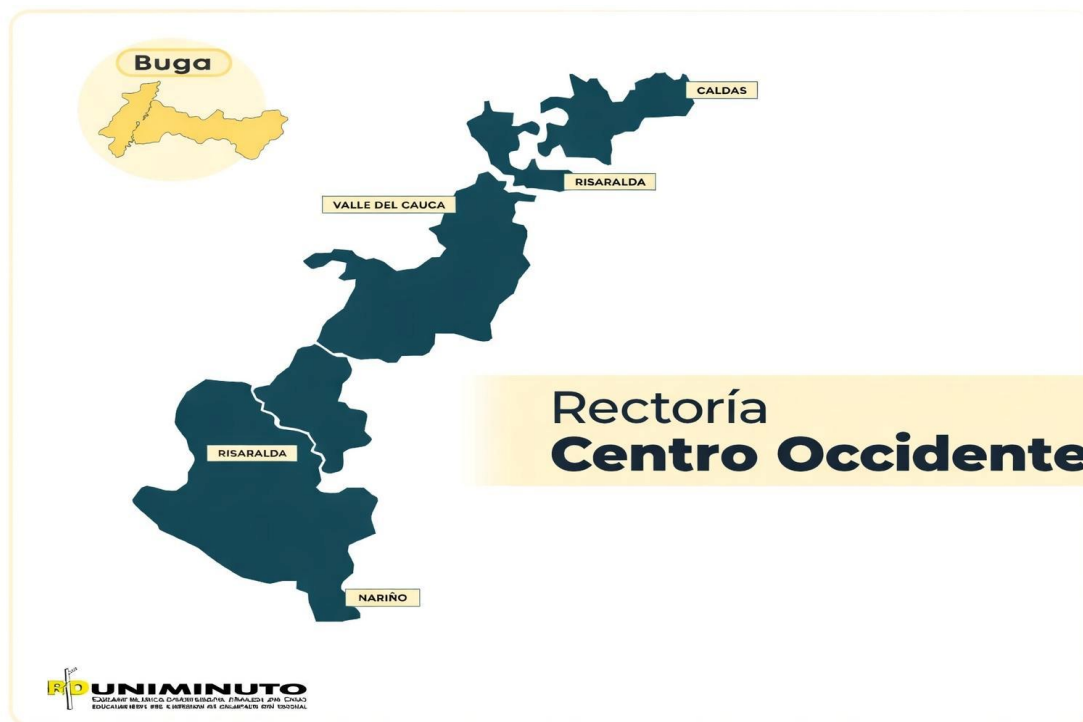 Buga
CALDAS
RISARALDA
VALLE DEL CAUCA
Rectoría
Centro Occidente
RISARALDA
NARIÑO
UNIMINUTO